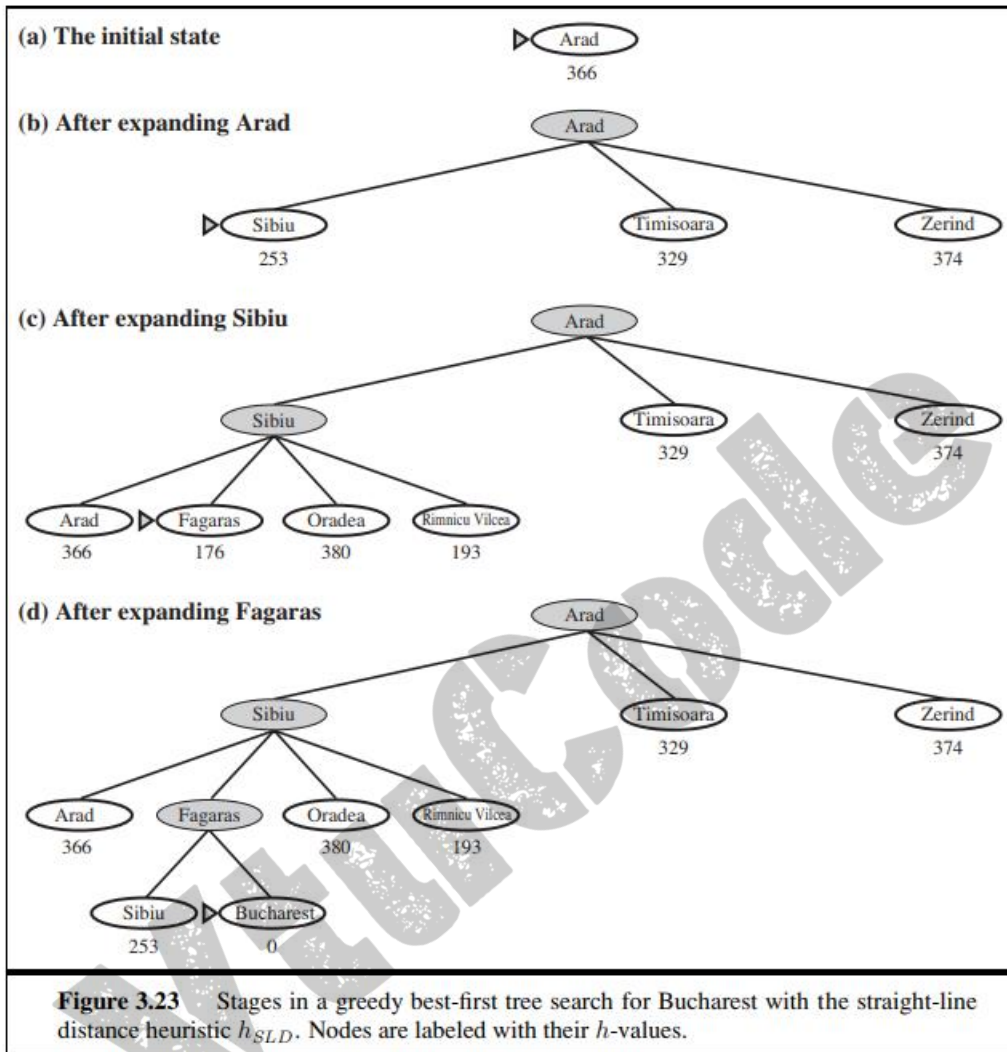 (a) The initial state
Arad
366
(b) After expanding Arad
Arad
Sibiu
Timisoara
Zerind
253
329
374
(c) After expanding Sibiu
Arad
Sibiu
Timisoara
Zerind
329
374
Arad
Fagaras
Oradea
Rimnicu Vilcea
366
176
380
193
(d) After expanding Fagaras
Arad
Sibiu
Timisoara
Zerind
329
374
Arad
Fagaras
Oradea
Rimnicu Vilcea
366
380
193
Sibiu
Bucharest
253
0
Figure 3.23 Stages in a greedy best-first tree search for Bucharest with the straight-line
distance heuristic hSLD. Nodes are labeled with their h-values.
VtuCode